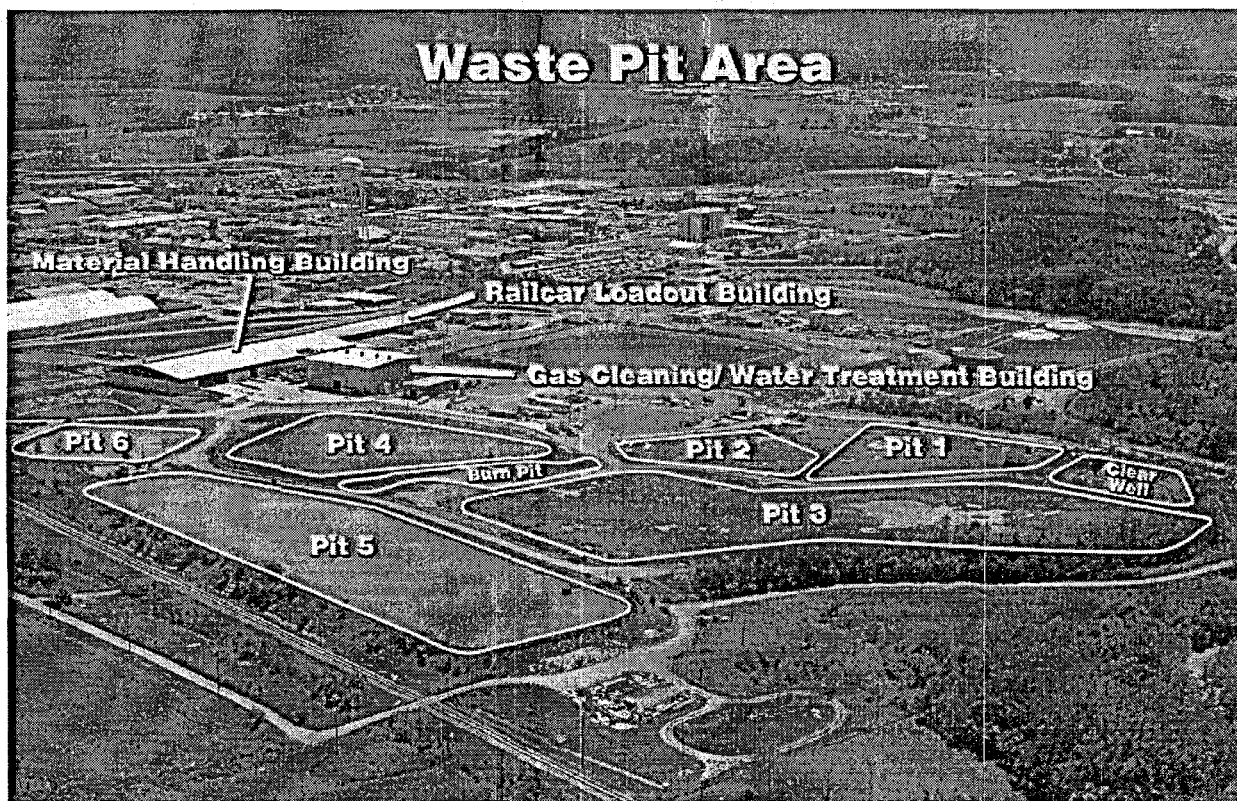 Waste Pit Area
Material Handling Building
Railcar Loadout Building
Gas Cleaning/ Water Treatment Building
Pit 6
Pit 4
Pit 2
Pit 1
Burn Pit
Clear
Well
Pit 3
Pit 5